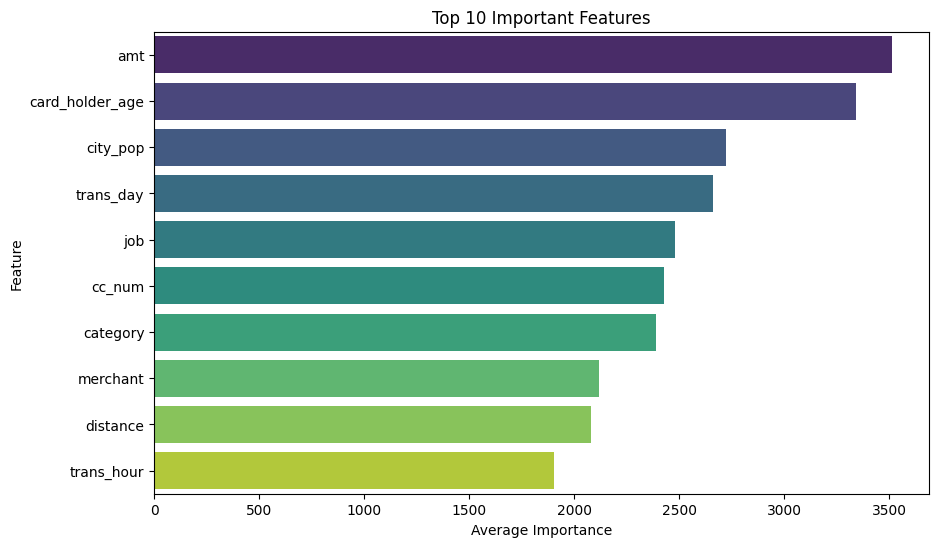 Top 10 Important Features
amt
card_holder_age
city_pop
trans_day
job
cc_num
category
merchant
distance
trans_hour
Feature
0 500 1000 1500 2000 2500 3000 3500
Average Importance